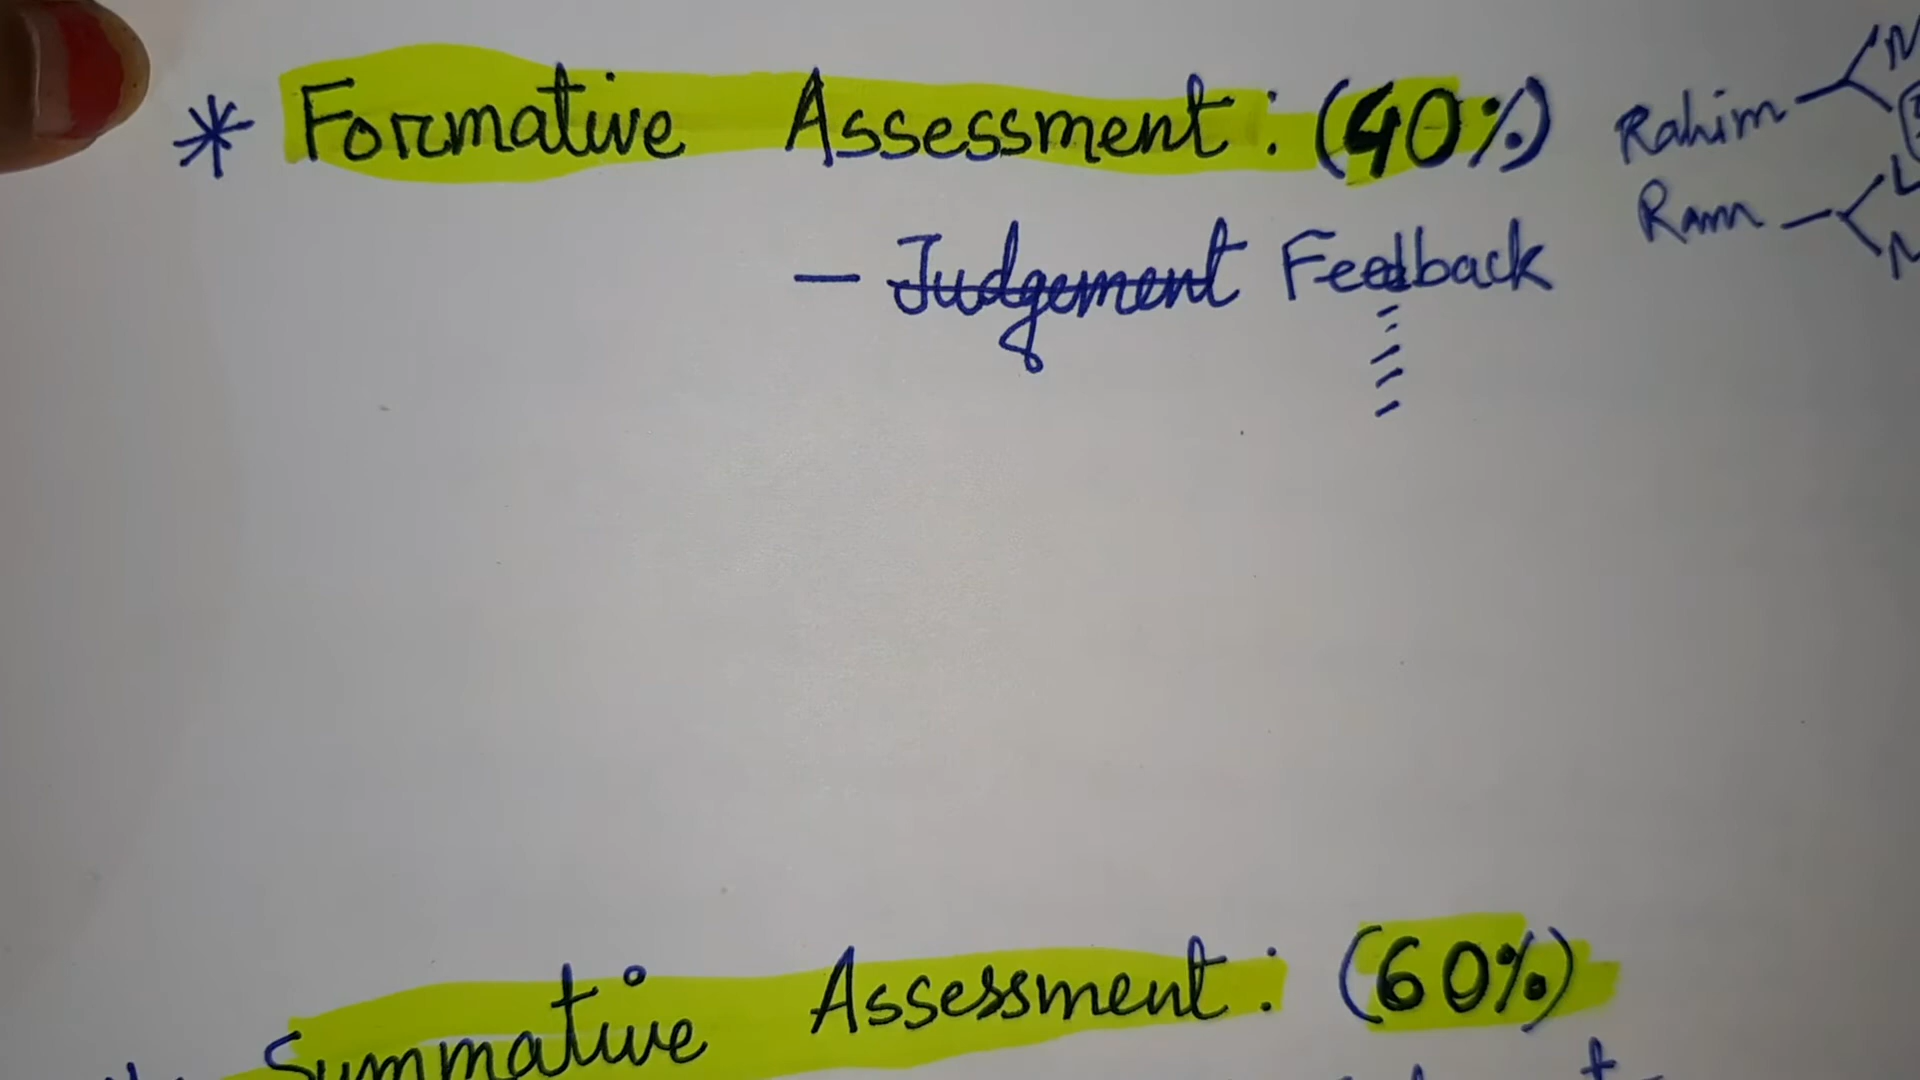 * Formative Assessment: (40%)
Rahim
Ram
- Judgement Feedback
Summative Assessment: (60%)